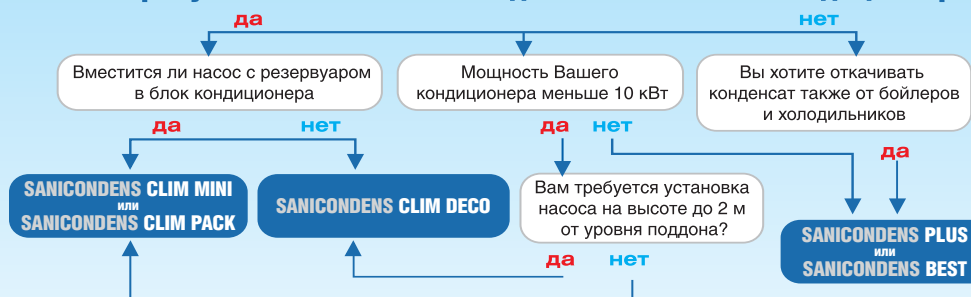 да
нет
Вместится ли насос с резервуаром
в блок кондиционера
Мощность Вашего
кондиционера меньше 10 кВт
Вы хотите откачивать
конденсат также от бойлеров
и холодильников
да
нет
да
нет
да
SANICONDENS CLIM MINI
или
SANICONDENS CLIM PACK
SANICONDENS CLIM DECO
Вам требуется установка
насоса на высоте до 2 м
от уровня поддона?
SANICONDENS PLUS
или
SANICONDENS BEST
да
нет